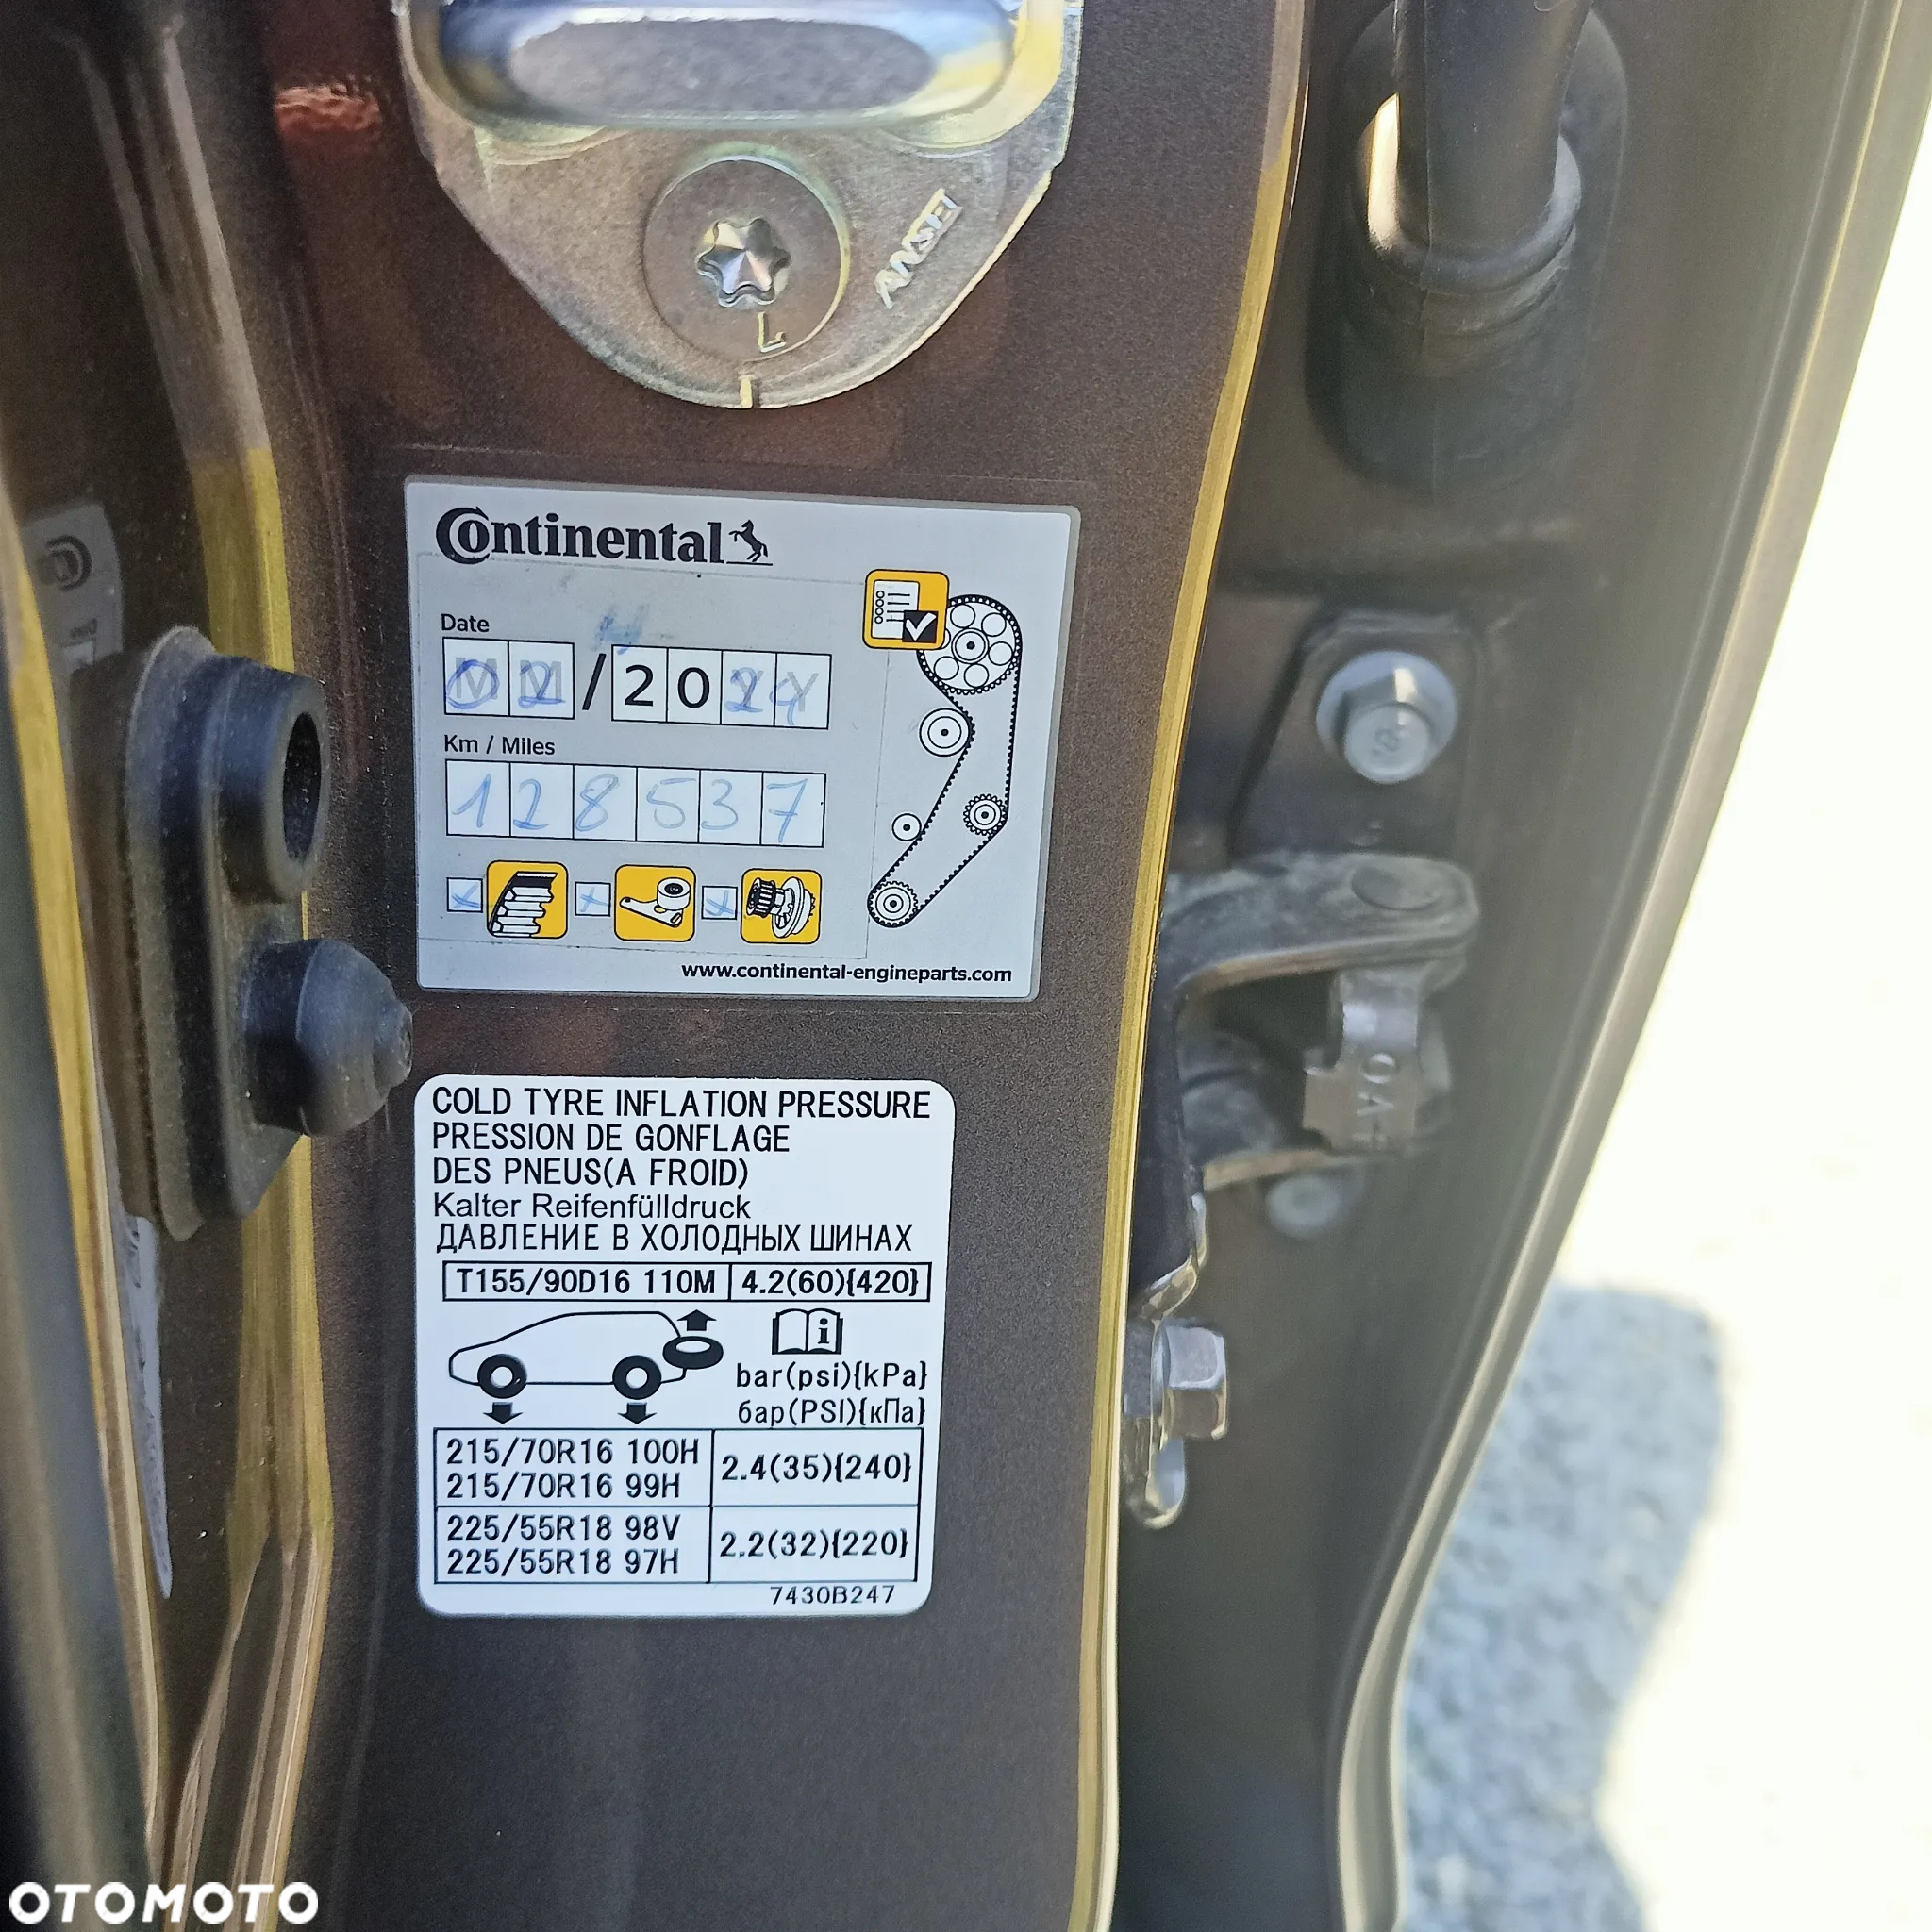 ANSEI
L
Continental
Date
02/2024
Km / Miles
128537
www.continental-engineparts.com
COLD TYRE INFLATION PRESSURE
PRESSION DE GONFLAGE
DES PNEUS(A FROID)
Kalter Reifenfülldruck
ДАВЛЕНИЕ В ХОЛОДНЫХ ШИНАХ
T155/90D16 110M 4.2(60){420}
bar(psi){kPa}
бар(PSI){кПа}
215/70R16 100H
215/70R16 99H
2.4(35){240}
225/55R18 98V
225/55R18 97H
2.2(32){220}
7430B247
OTOMOTO